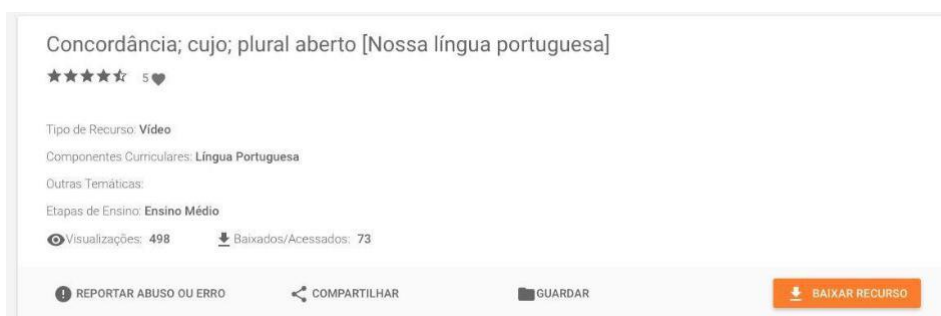 Concordância; cujo; plural aberto [Nossa língua portuguesa]
5
Tipo de Recurso: Vídeo
Componentes Curriculares: Língua Portuguesa
Outras Temáticas:
Etapas de Ensino: Ensino Médio
Visualizações: 498 Baixados/Acessados: 73
REPORTAR ABUSO OU ERRO COMPARTILHAR GUARDAR BAIXAR RECURSO